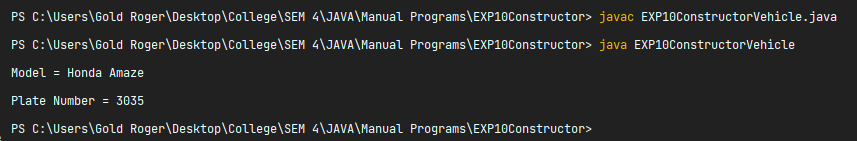 PS C:\Users\Gold Roger\Desktop\College\SEM 4\JAVA\Manual Programs\EXP10Constructor> javac EXP10ConstructorVehicle.java
PS C:\Users\Gold Roger\Desktop\College\SEM 4\JAVA\Manual Programs\EXP10Constructor> java EXP10ConstructorVehicle
Model = Honda Amaze
Plate Number = 3035
PS C:\Users\Gold Roger\Desktop\College\SEM 4\JAVA\Manual Programs\EXP10Constructor>